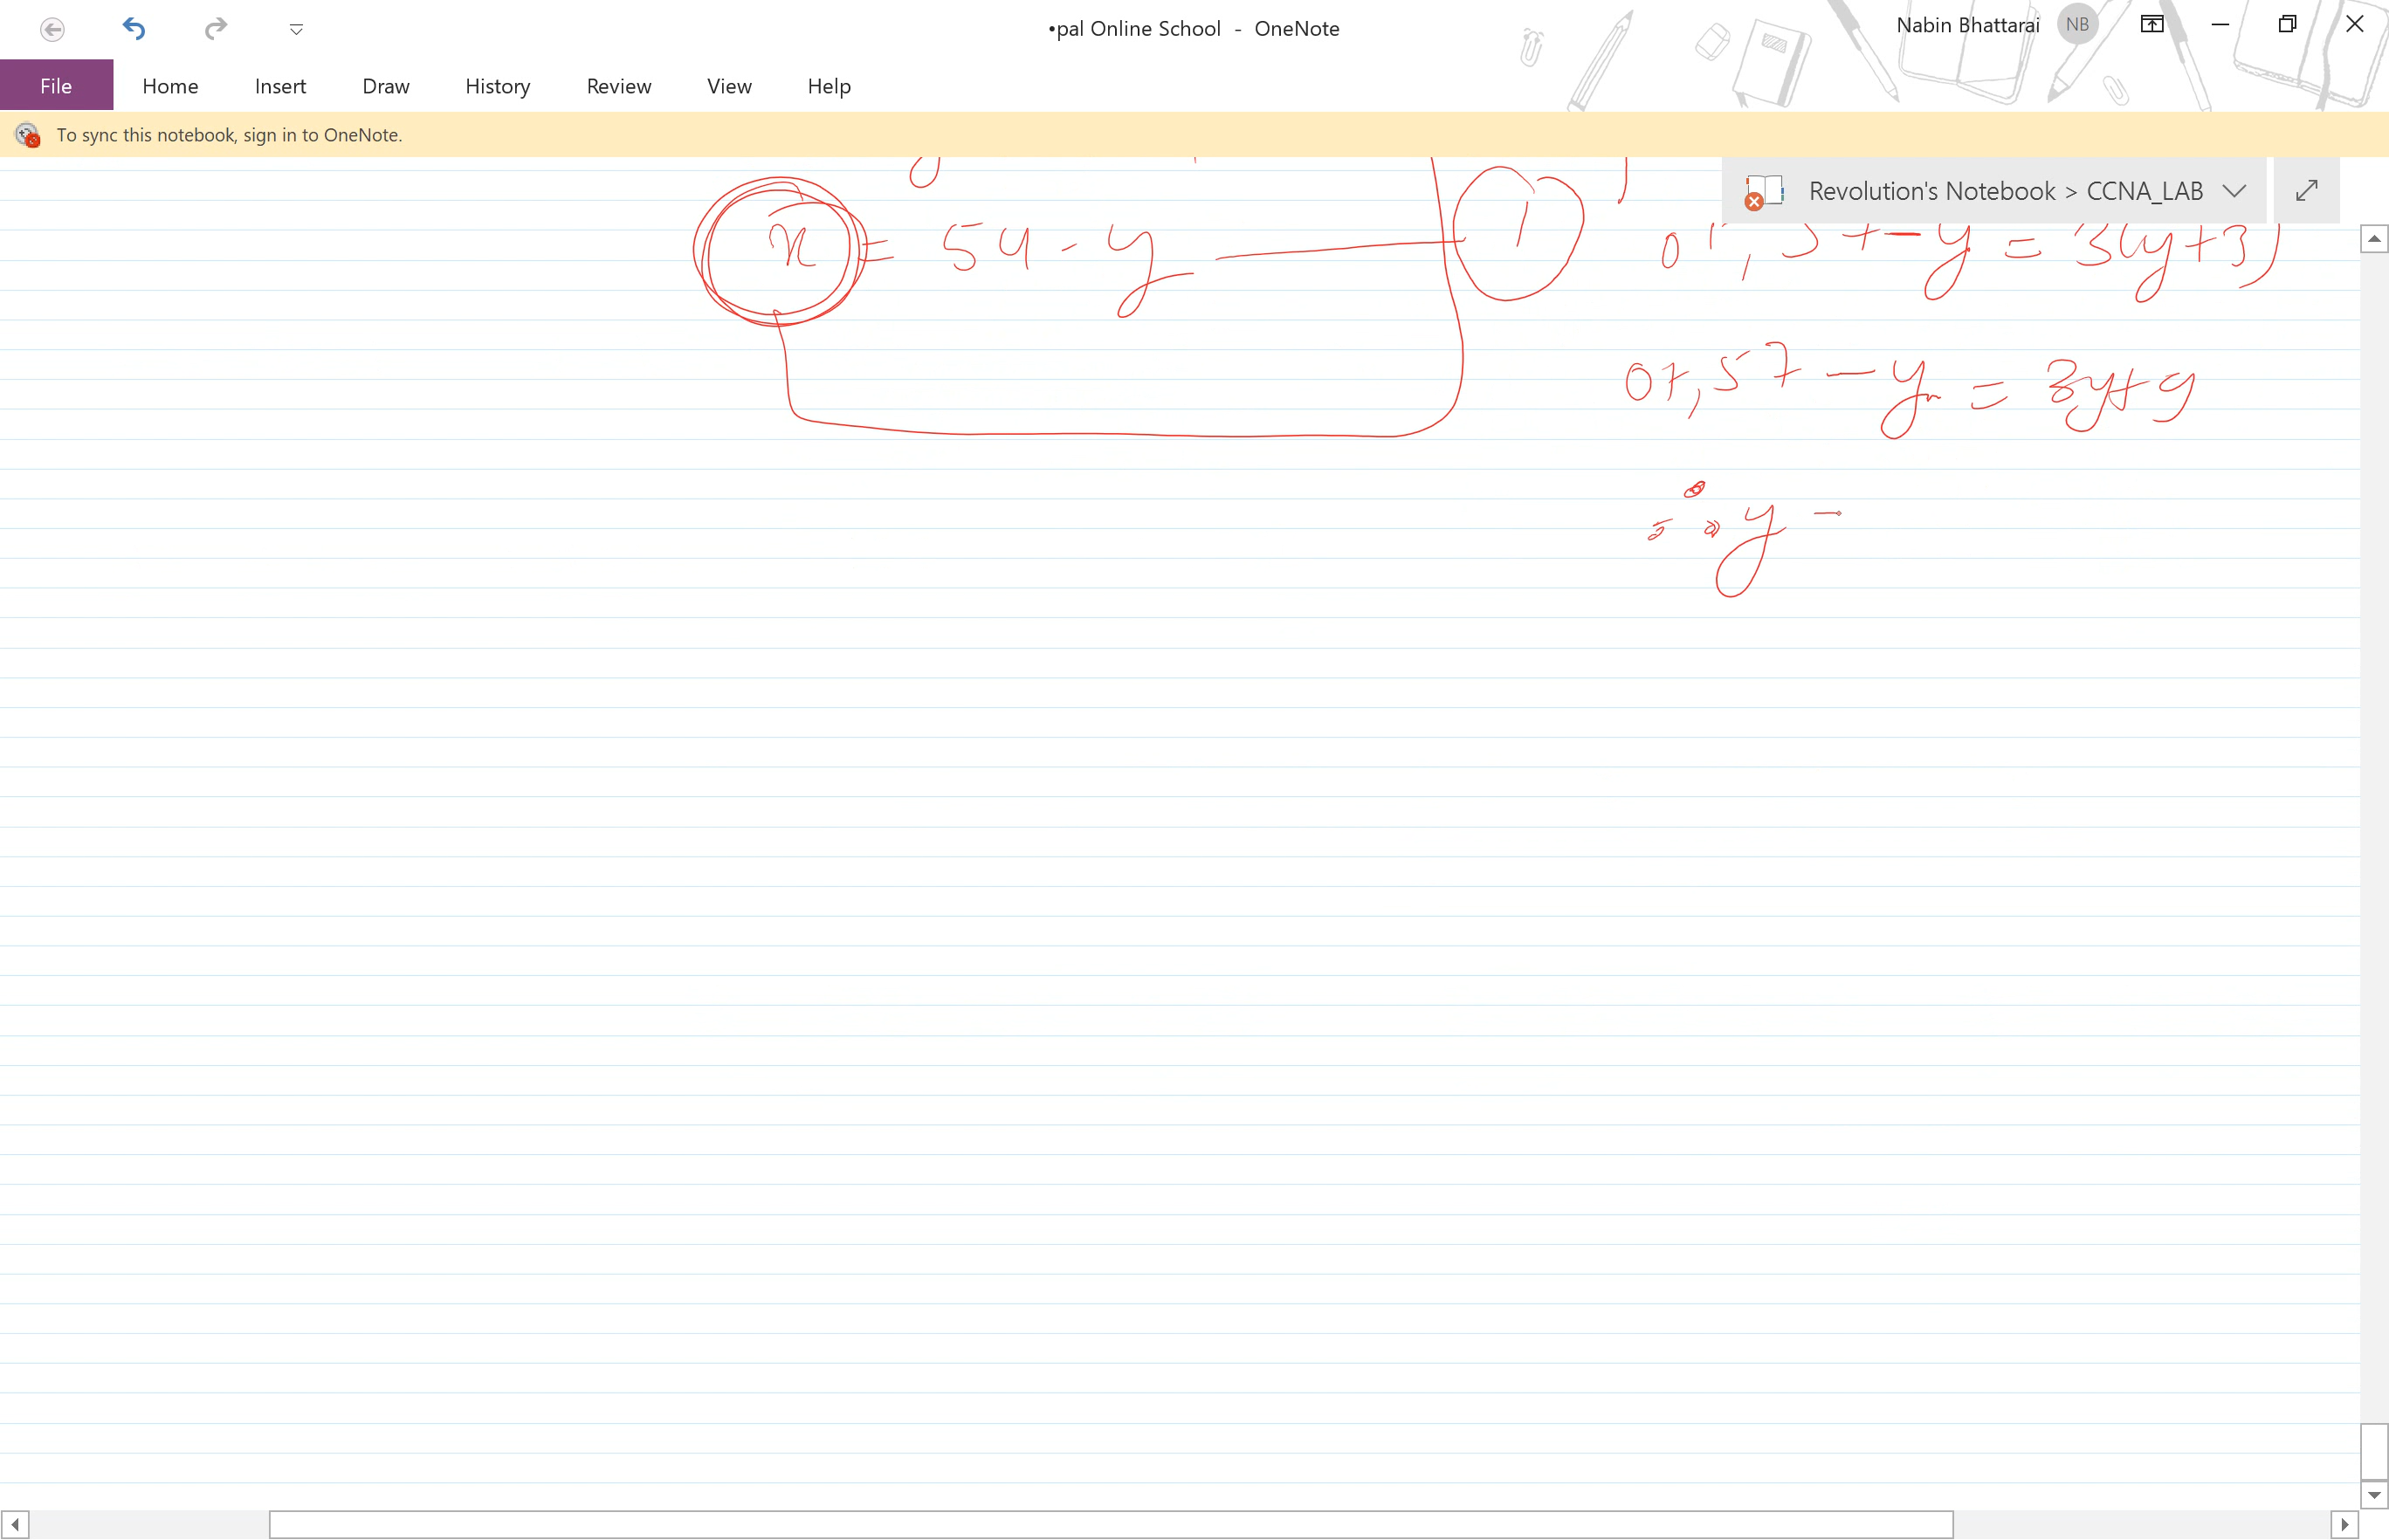 •pal Online School - OneNote
Nabin Bhattarai NB
File Home Insert Draw History Review View Help
To sync this notebook, sign in to OneNote.
Revolution's Notebook > CCNA_LAB
x = 54 - y 1
or, 57 - y = 3(y+3)
or, 57 - y = 3y+9
y -